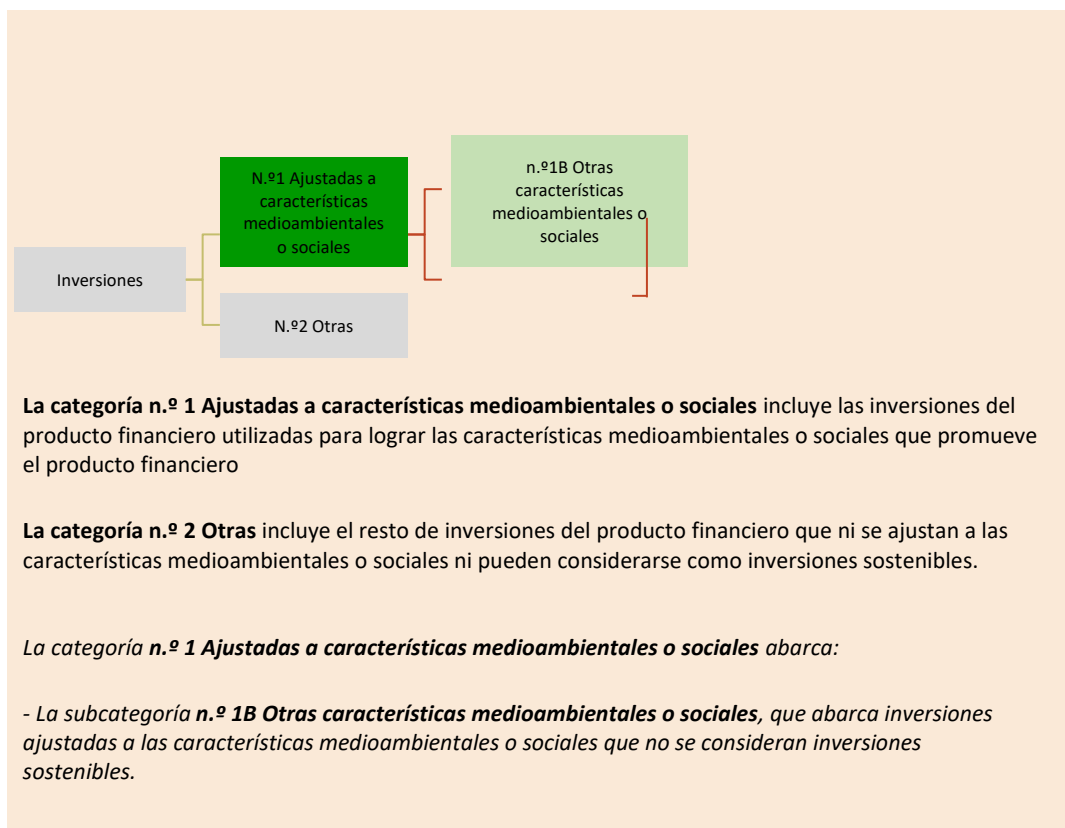 n.º1B Otras
características
medioambientales o
sociales
N.º1 Ajustadas a
características
medioambientales
o sociales
Inversiones
N.º2 Otras
La categoría n.º 1 Ajustadas a características medioambientales o sociales incluye las inversiones del
producto financiero utilizadas para lograr las características medioambientales o sociales que promueve
el producto financiero
La categoría n.º 2 Otras incluye el resto de inversiones del producto financiero que ni se ajustan a las
características medioambientales o sociales ni pueden considerarse como inversiones sostenibles.
La categoría n.º 1 Ajustadas a características medioambientales o sociales abarca:
- La subcategoría n.º 1B Otras características medioambientales o sociales, que abarca inversiones
ajustadas a las características medioambientales o sociales que no se consideran inversiones
sostenibles.